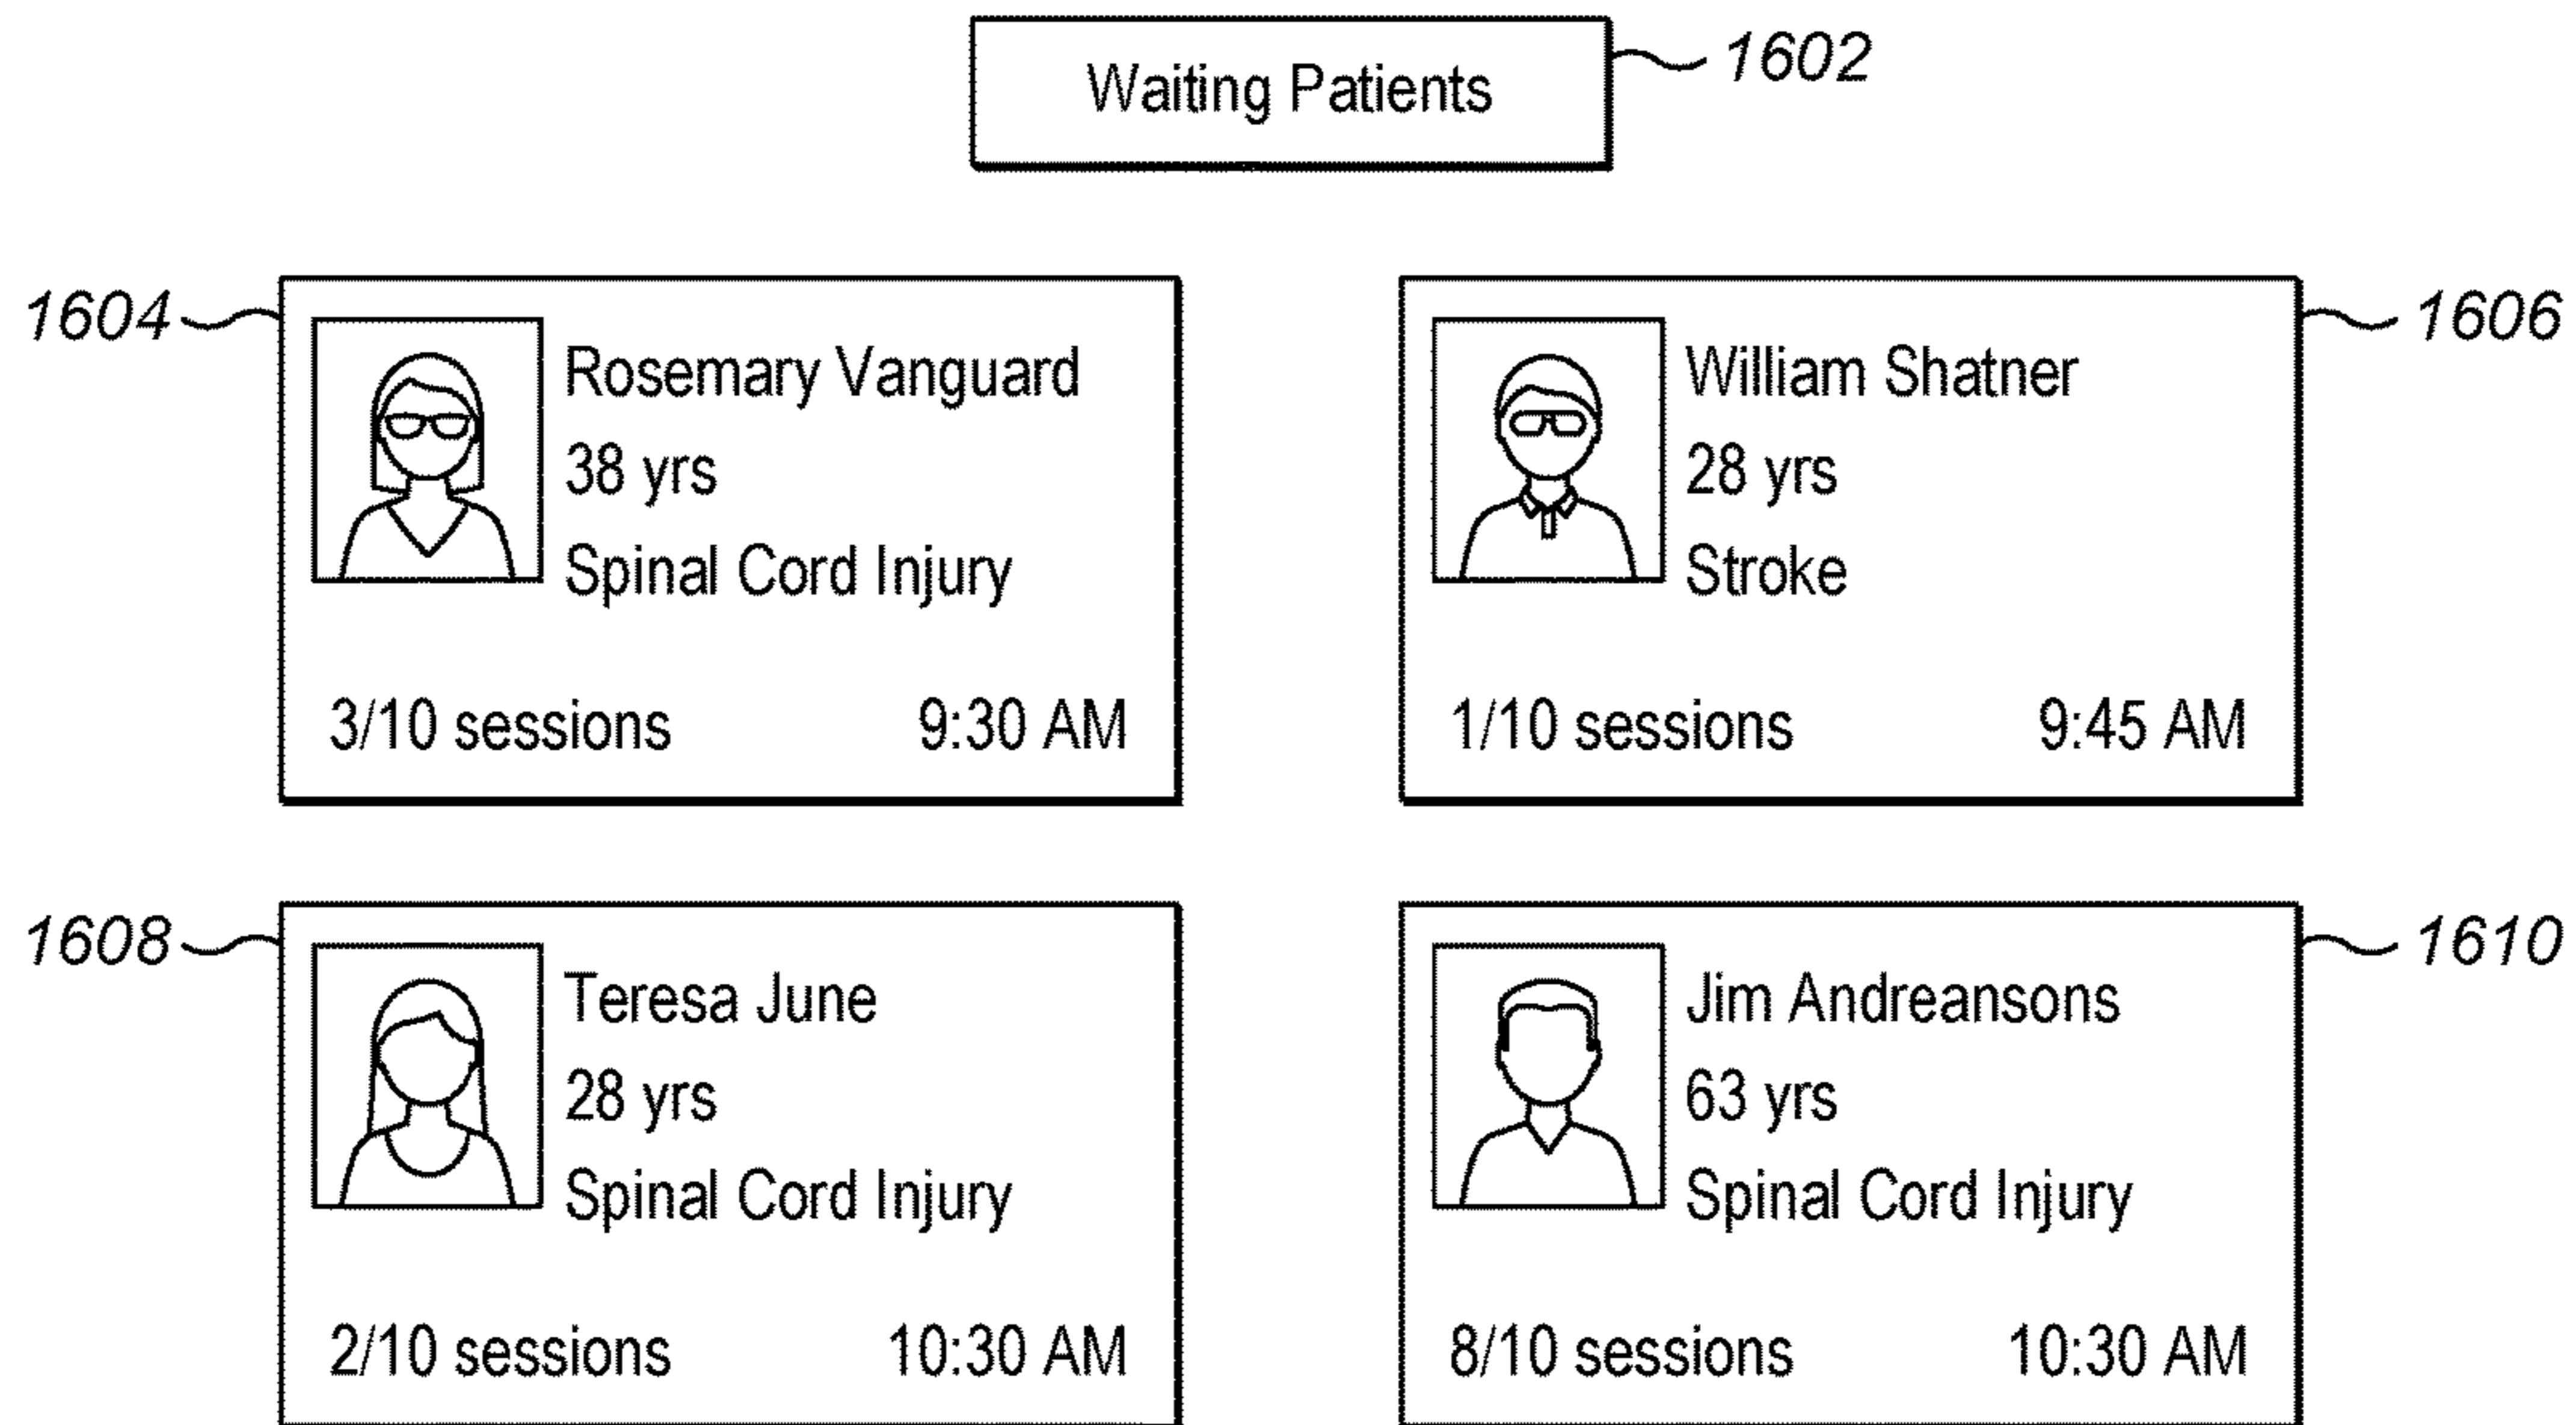 Waiting Patients
1602
1604
Rosemary Vanguard
38 yrs
Spinal Cord Injury
3/10 sessions 9:30 AM
1606
William Shatner
28 yrs
Stroke
1/10 sessions 9:45 AM
1608
Teresa June
28 yrs
Spinal Cord Injury
2/10 sessions 10:30 AM
1610
Jim Andreansons
63 yrs
Spinal Cord Injury
8/10 sessions 10:30 AM